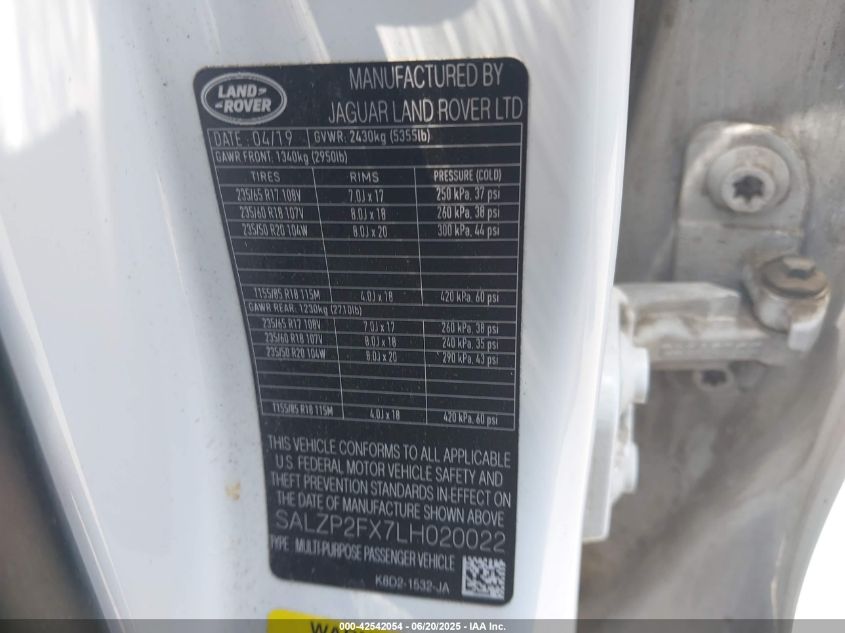 LAND
ROVER
MANUFACTURED BY
JAGUAR LAND ROVER LTD
DATE : 04/19 GVWR: 2430kg (5355lb)
GAWR FRONT: 1340kg (2950lb)
TIRES RIMS PRESSURE (COLD)
235/65 R17 108V 7.0J x 17 250 kPa, 37 psi
235/60 R18 107V 8.0J x 18 260 kPa, 38 psi
235/50 R20 104W 8.0J x 20 300 kPa, 44 psi
T155/85 R18 115M 4.0J x 18 420 kPa, 60 psi
GAWR REAR: 1230kg (2710lb)
235/65 R17 108V 7.0J x 17 260 kPa, 38 psi
235/60 R18 107V 8.0J x 18 240 kPa, 35 psi
235/50 R20 104W 8.0J x 20 290 kPa, 43 psi
T155/85 R18 115M 4.0J x 18 420 kPa, 60 psi
THIS VEHICLE CONFORMS TO ALL APPLICABLE
U.S. FEDERAL MOTOR VEHICLE SAFETY AND
THEFT PREVENTION STANDARDS IN EFFECT ON
THE DATE OF MANUFACTURE SHOWN ABOVE
SALZP2FX7LH020022
TYPE: MULTI-PURPOSE PASSENGER VEHICLE
K8D2-1532-JA
000-42542054 - 06/20/2025 - IAA Inc.